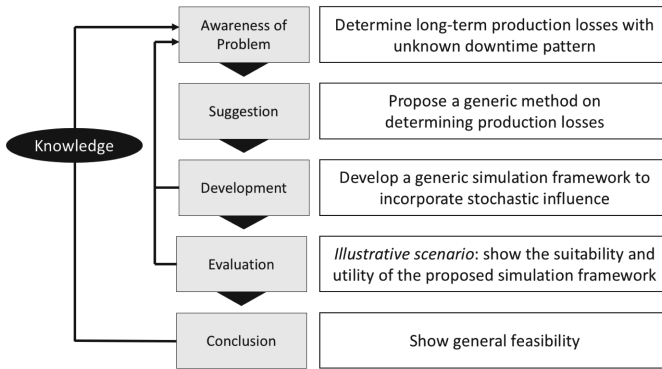 Awareness of
Problem
Determine long-term production losses with
unknown downtime pattern
Suggestion
Propose a generic method on
determining production losses
Knowledge
Development
Develop a generic simulation framework to
incorporate stochastic influence
Evaluation
Illustrative scenario: show the suitability and
utility of the proposed simulation framework
Conclusion
Show general feasibility